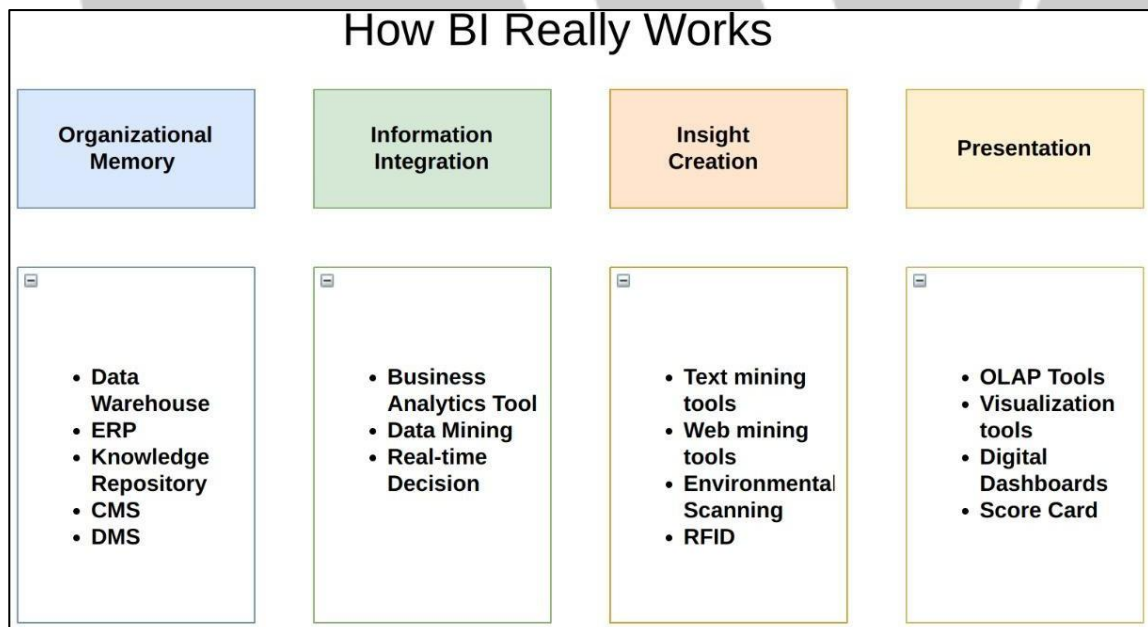 How BI Really Works
Organizational
Memory
Information
Integration
Insight
Creation
Presentation
• Data
Warehouse
• ERP
• Knowledge
Repository
• CMS
• DMS
• Business
Analytics Tool
• Data Mining
• Real-time
Decision
• Text mining
tools
• Web mining
tools
• Environmental
Scanning
• RFID
• OLAP Tools
• Visualization
tools
• Digital
Dashboards
• Score Card